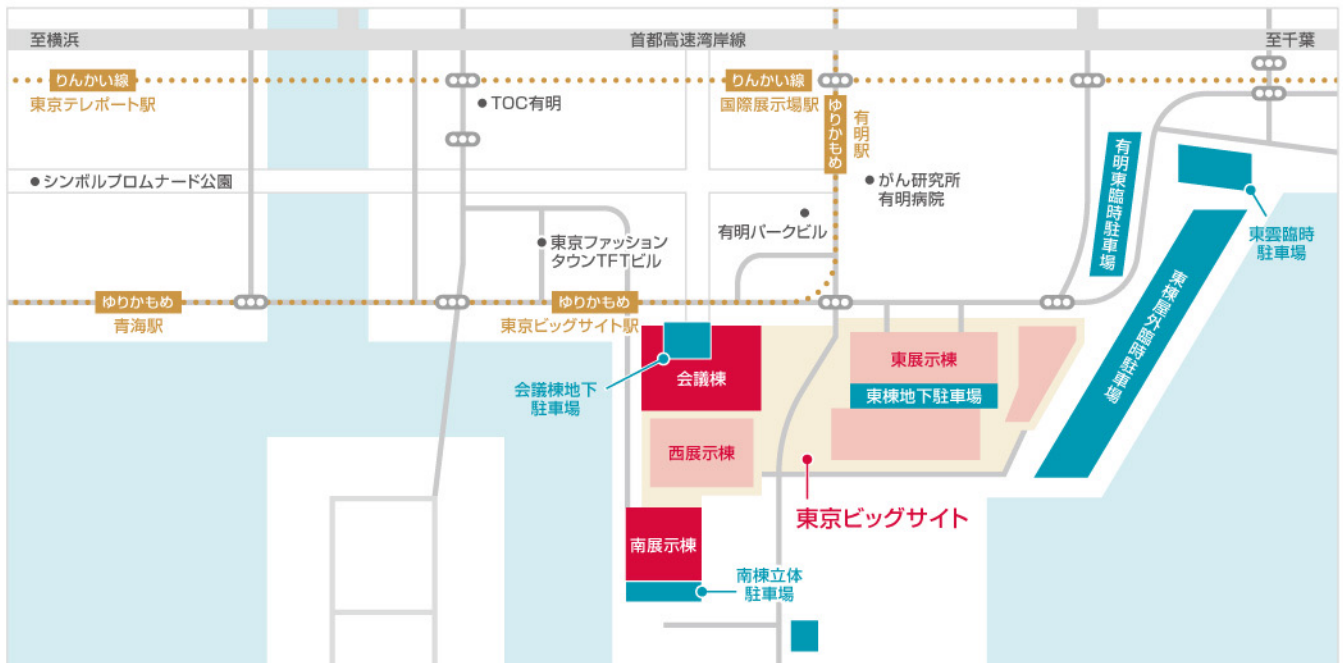 至横浜
首都高速湾岸線
至千葉
りんかい線
東京テレポート駅
りんかい線
国際展示場駅
TOC有明
ゆりかもめ
有明駅
シンボルプロムナード公園
がん研究所
有明病院
有明東臨時駐車場
東雲臨時
駐車場
東京ファッション
タウンTFTビル
有明パークビル
東棟屋外臨時駐車場
ゆりかもめ
青海駅
ゆりかもめ
東京ビッグサイト駅
会議棟地下
駐車場
会議棟
東展示棟
東棟地下駐車場
西展示棟
東京ビッグサイト
南展示棟
南棟立体
駐車場